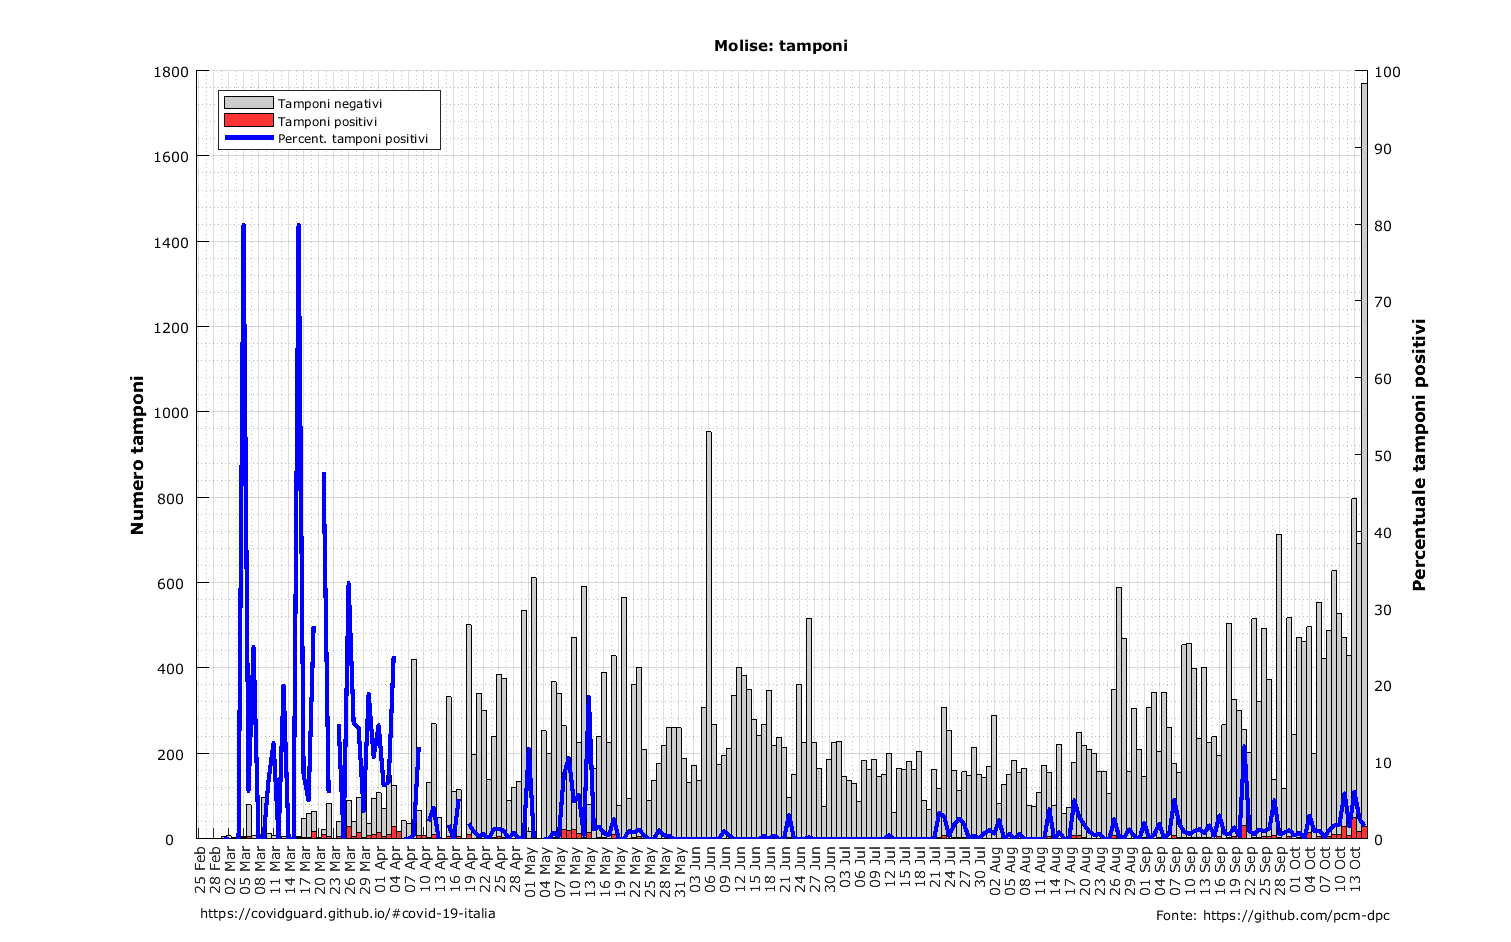 Molise: tamponi
1800
1600
1400
1200
1000
800
600
400
200
0
Numero tamponi
Tamponi negativi
Tamponi positivi
Percent. tamponi positivi
100
90
80
70
60
50
40
30
20
10
0
Percentuale tamponi positivi
25 Feb
28 Feb
02 Mar
05 Mar
08 Mar
11 Mar
14 Mar
17 Mar
20 Mar
23 Mar
26 Mar
29 Mar
01 Apr
04 Apr
07 Apr
10 Apr
13 Apr
16 Apr
19 Apr
22 Apr
25 Apr
28 Apr
01 May
04 May
07 May
10 May
13 May
16 May
19 May
22 May
25 May
28 May
31 May
03 Jun
06 Jun
09 Jun
12 Jun
15 Jun
18 Jun
21 Jun
24 Jun
27 Jun
30 Jun
03 Jul
06 Jul
09 Jul
12 Jul
15 Jul
18 Jul
21 Jul
24 Jul
27 Jul
30 Jul
02 Aug
05 Aug
08 Aug
11 Aug
14 Aug
17 Aug
20 Aug
23 Aug
26 Aug
29 Aug
01 Sep
04 Sep
07 Sep
10 Sep
13 Sep
16 Sep
19 Sep
22 Sep
25 Sep
28 Sep
01 Oct
04 Oct
07 Oct
10 Oct
13 Oct
https://covidguard.github.io/#covid-19-italia
Fonte: https://github.com/pcm-dpc